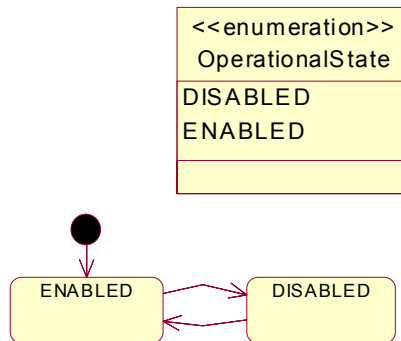 <<enumeration>>
OperationalState
DISABLED
ENABLED
ENABLED
DISABLED